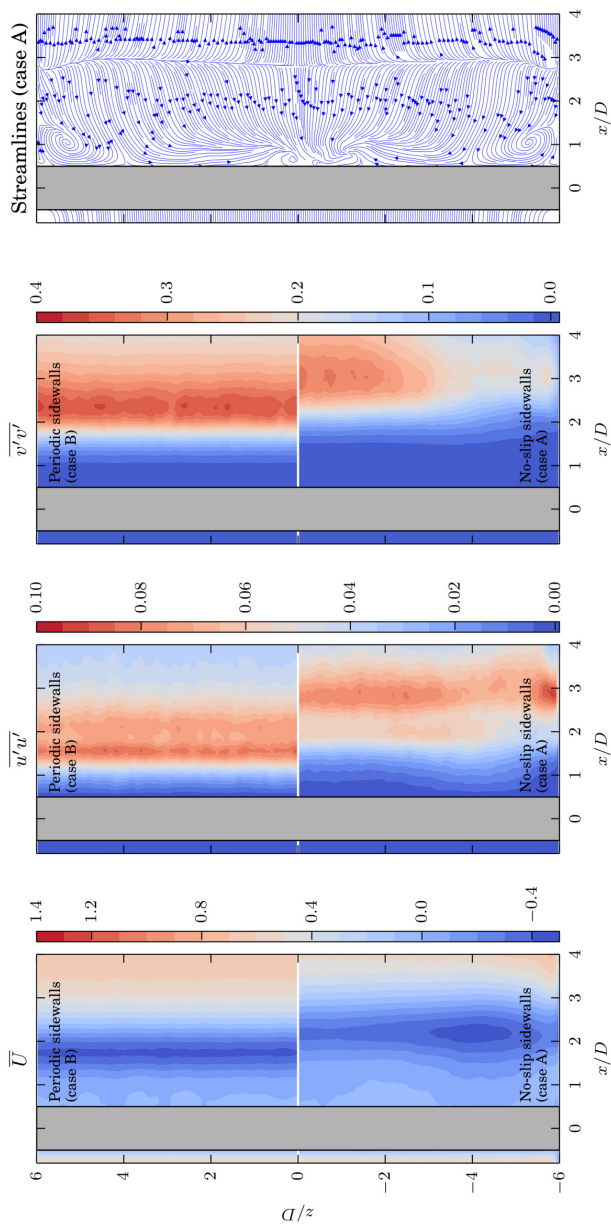 $\overline{U}$
Periodic sidewalls
(case B)
No-slip sidewalls
(case A)
6
4
2
0
−2
−4
−6
z/D
0
1
2
3
4
x/D
1.4
1.2
0.8
0.4
0.0
−0.4
$\overline{u'u'}$
Periodic sidewalls
(case B)
No-slip sidewalls
(case A)
0
1
2
3
4
x/D
0.10
0.08
0.06
0.04
0.02
0.00
$\overline{v'v'}$
Periodic sidewalls
(case B)
No-slip sidewalls
(case A)
0
1
2
3
4
x/D
0.4
0.3
0.2
0.1
0.0
Streamlines (case A)
0
1
2
3
4
x/D